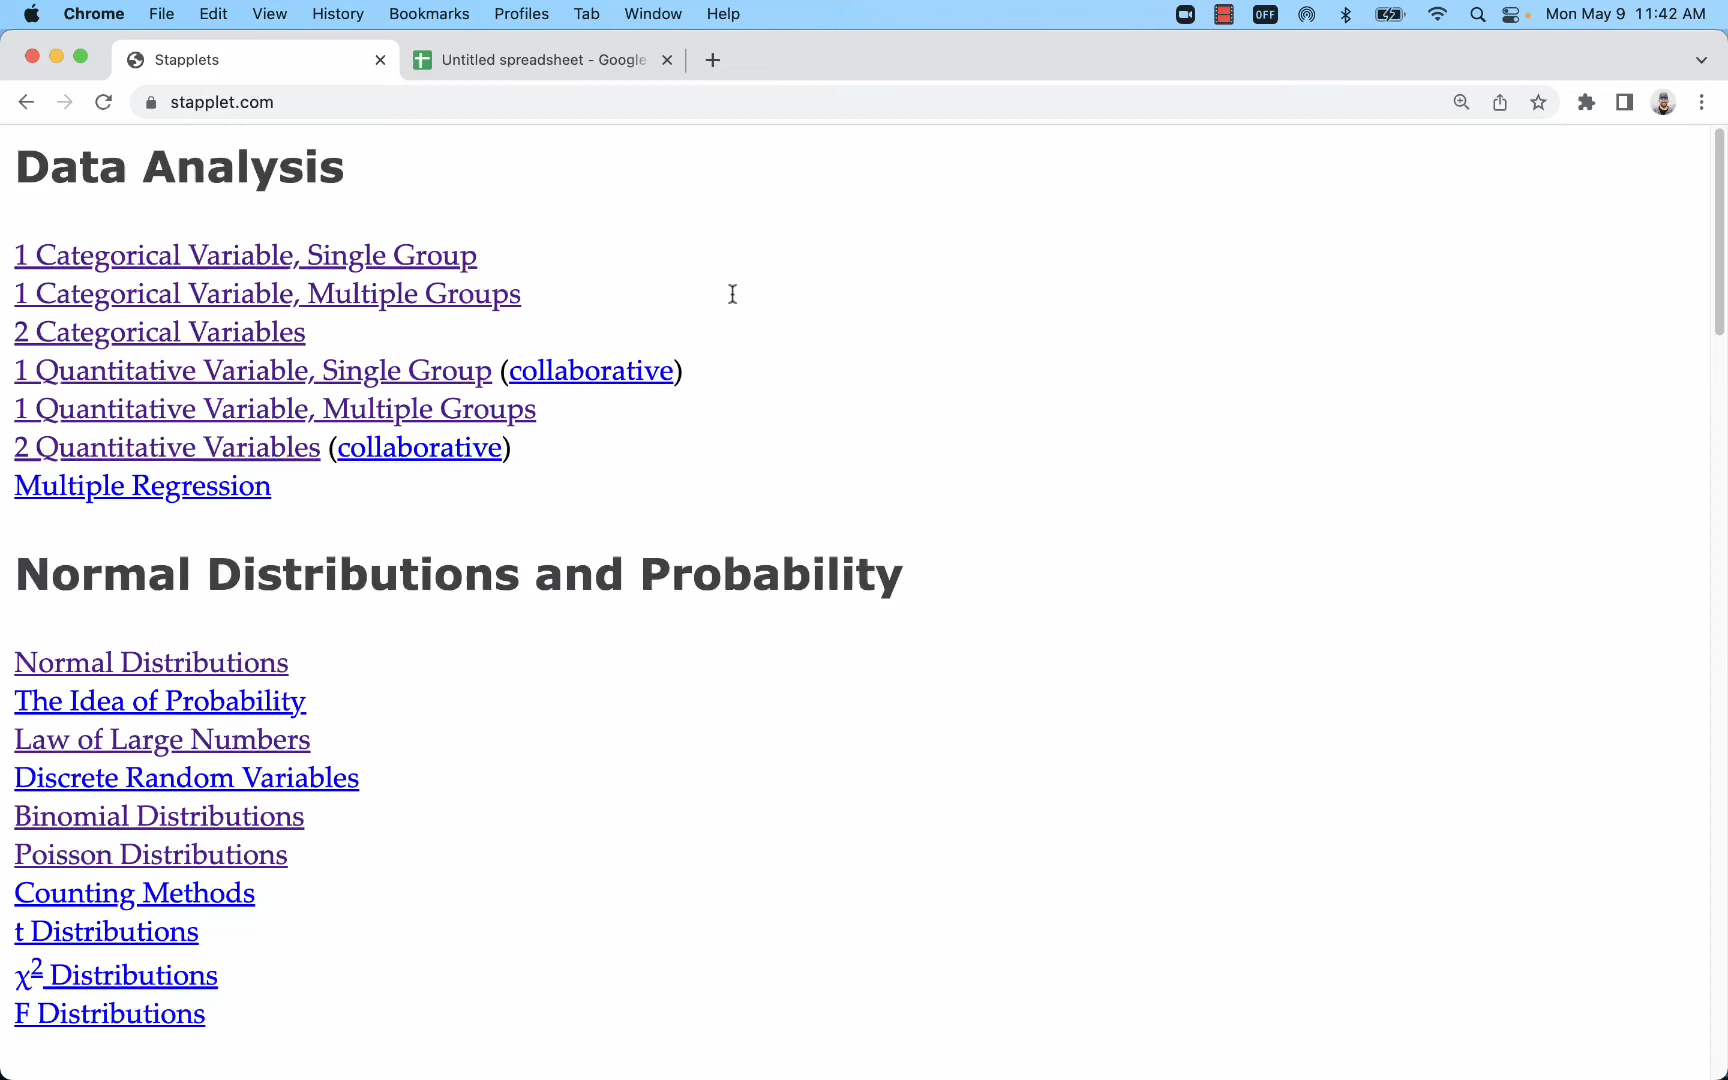 Chrome File Edit View History Bookmarks Profiles Tab Window Help OFF Mon May 9 11:42 AM
Stapplets Untitled spreadsheet - Google
stapplet.com
Data Analysis
1 Categorical Variable, Single Group
1 Categorical Variable, Multiple Groups
2 Categorical Variables
1 Quantitative Variable, Single Group (collaborative)
1 Quantitative Variable, Multiple Groups
2 Quantitative Variables (collaborative)
Multiple Regression
Normal Distributions and Probability
Normal Distributions
The Idea of Probability
Law of Large Numbers
Discrete Random Variables
Binomial Distributions
Poisson Distributions
Counting Methods
t Distributions
χ² Distributions
F Distributions